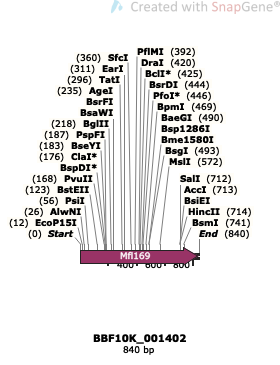 Created with SnapGene®
PflMI (392)
(360) SfcI
DraI (420)
(311) EarI
BclI* (425)
(296) TatI
BsrDI (444)
(235) AgeI
PfoI* (446)
BsrFI
BpmI (469)
BsaWI
BaeGI (490)
(218) BglII
Bsp1286I
(187) PspFI
Bme1580I
(183) BseYI
BsgI (493)
(176) ClaI*
MslI (572)
BspDI*
(168) PvuII
SalI (712)
(123) BstEII
AccI (713)
(56) PsiI
BsiEI
(26) AlwNI
HincII (714)
(12) EcoP15I
BsmI (741)
(0) Start
End (840)
Mfl169
400 600 800
BBF10K_001402
840 bp